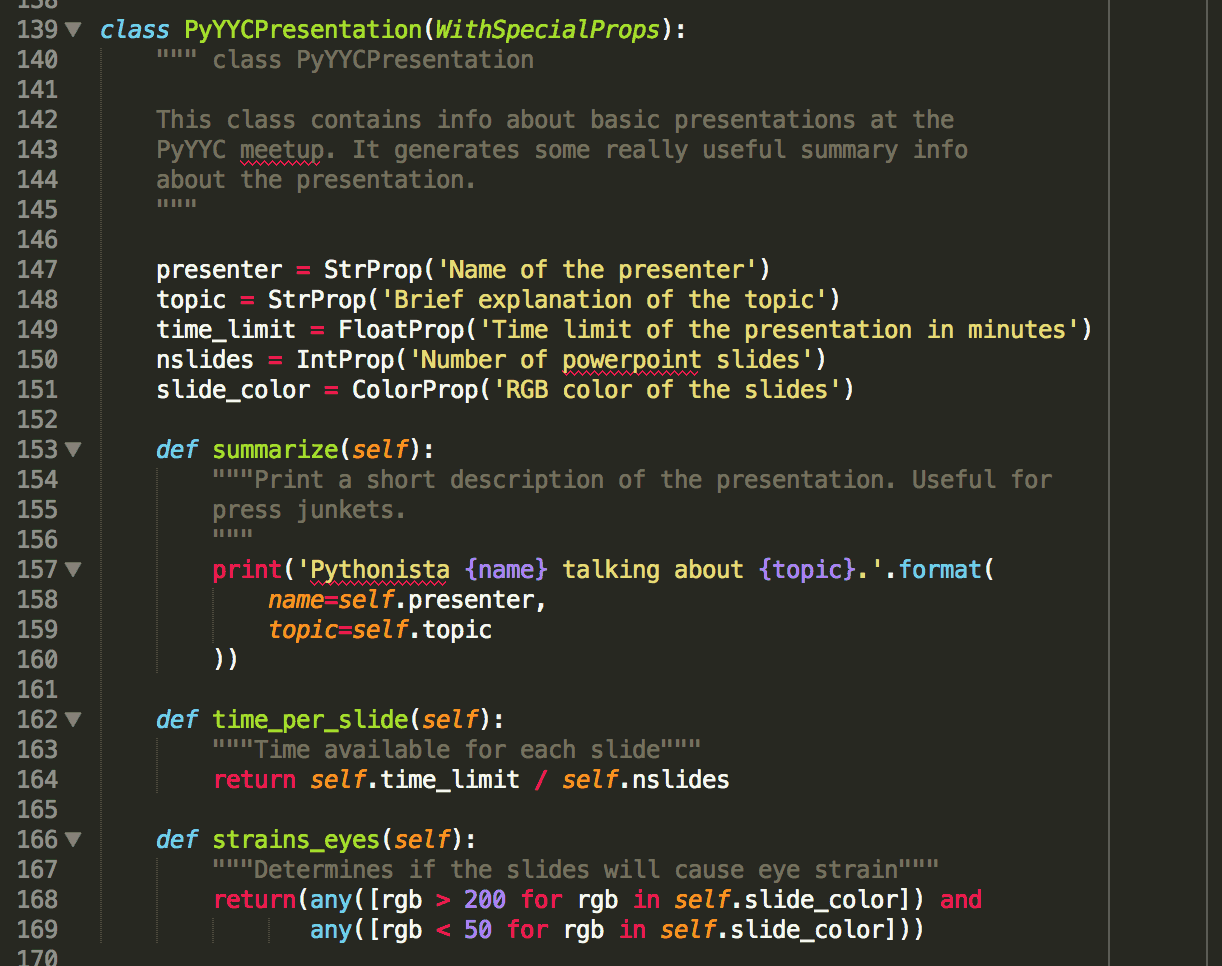 138
139 class PyYYCPresentation(WithSpecialProps):
140     """ class PyYYCPresentation
141
142     This class contains info about basic presentations at the
143     PyYYC meetup. It generates some really useful summary info
144     about the presentation.
145     """
146
147     presenter = StrProp('Name of the presenter')
148     topic = StrProp('Brief explanation of the topic')
149     time_limit = FloatProp('Time limit of the presentation in minutes')
150     nslides = IntProp('Number of powerpoint slides')
151     slide_color = ColorProp('RGB color of the slides')
152
153     def summarize(self):
154         """Print a short description of the presentation. Useful for
155         press junkets.
156         """
157         print('Pythonista {name} talking about {topic}.'.format(
158             name=self.presenter,
159             topic=self.topic
160         ))
161
162     def time_per_slide(self):
163         """Time available for each slide"""
164         return self.time_limit / self.nslides
165
166     def strains_eyes(self):
167         """Determines if the slides will cause eye strain"""
168         return(any([rgb > 200 for rgb in self.slide_color]) and
169                any([rgb < 50 for rgb in self.slide_color]))
170